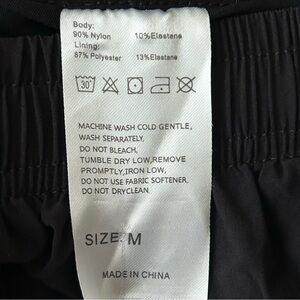 Body:
90% Nylon 10%Elastane
Lining:
87% Polyester 13%Elastane
30°
MACHINE WASH COLD GENTLE,
WASH SEPARATELY,
DO NOT BLEACH,
TUMBLE DRY LOW,REMOVE
PROMPTLY,IRON LOW,
DO NOT USE FABRIC SOFTENER,
DO NOT DRYCLEAN.
SIZE:M
MADE IN CHINA